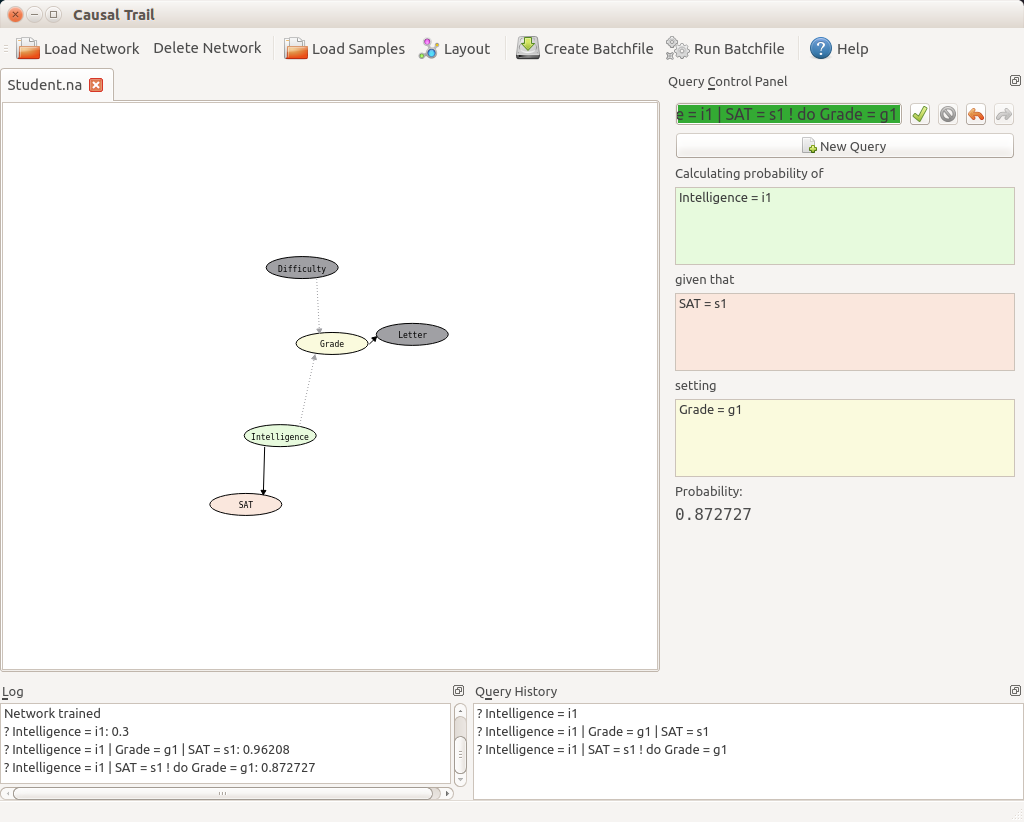 Causal Trail
Load Network Delete Network Load Samples Layout Create Batchfile Run Batchfile ? Help
Student.na
Difficulty
Grade
Letter
Intelligence
SAT
Query Control Panel
e = i1 | SAT = s1 ! do Grade = g1
New Query
Calculating probability of
Intelligence = i1
given that
SAT = s1
setting
Grade = g1
Probability:
0.872727
Log
Network trained
? Intelligence = i1: 0.3
? Intelligence = i1 | Grade = g1 | SAT = s1: 0.96208
? Intelligence = i1 | SAT = s1 ! do Grade = g1: 0.872727
Query History
? Intelligence = i1
? Intelligence = i1 | Grade = g1 | SAT = s1
? Intelligence = i1 | SAT = s1 ! do Grade = g1